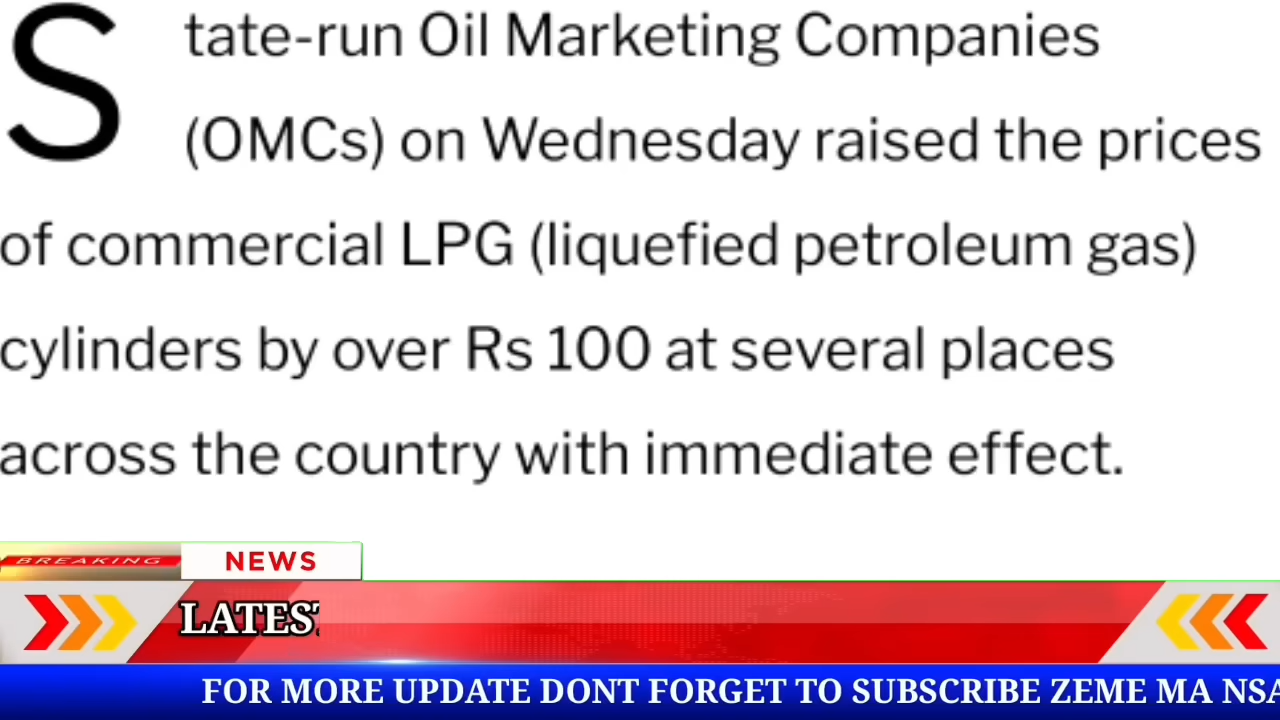 State-run Oil Marketing Companies
(OMCs) on Wednesday raised the prices
of commercial LPG (liquefied petroleum gas)
cylinders by over Rs 100 at several places
across the country with immediate effect.
BREAKING NEWS
LATEST
FOR MORE UPDATE DONT FORGET TO SUBSCRIBE ZEME MA